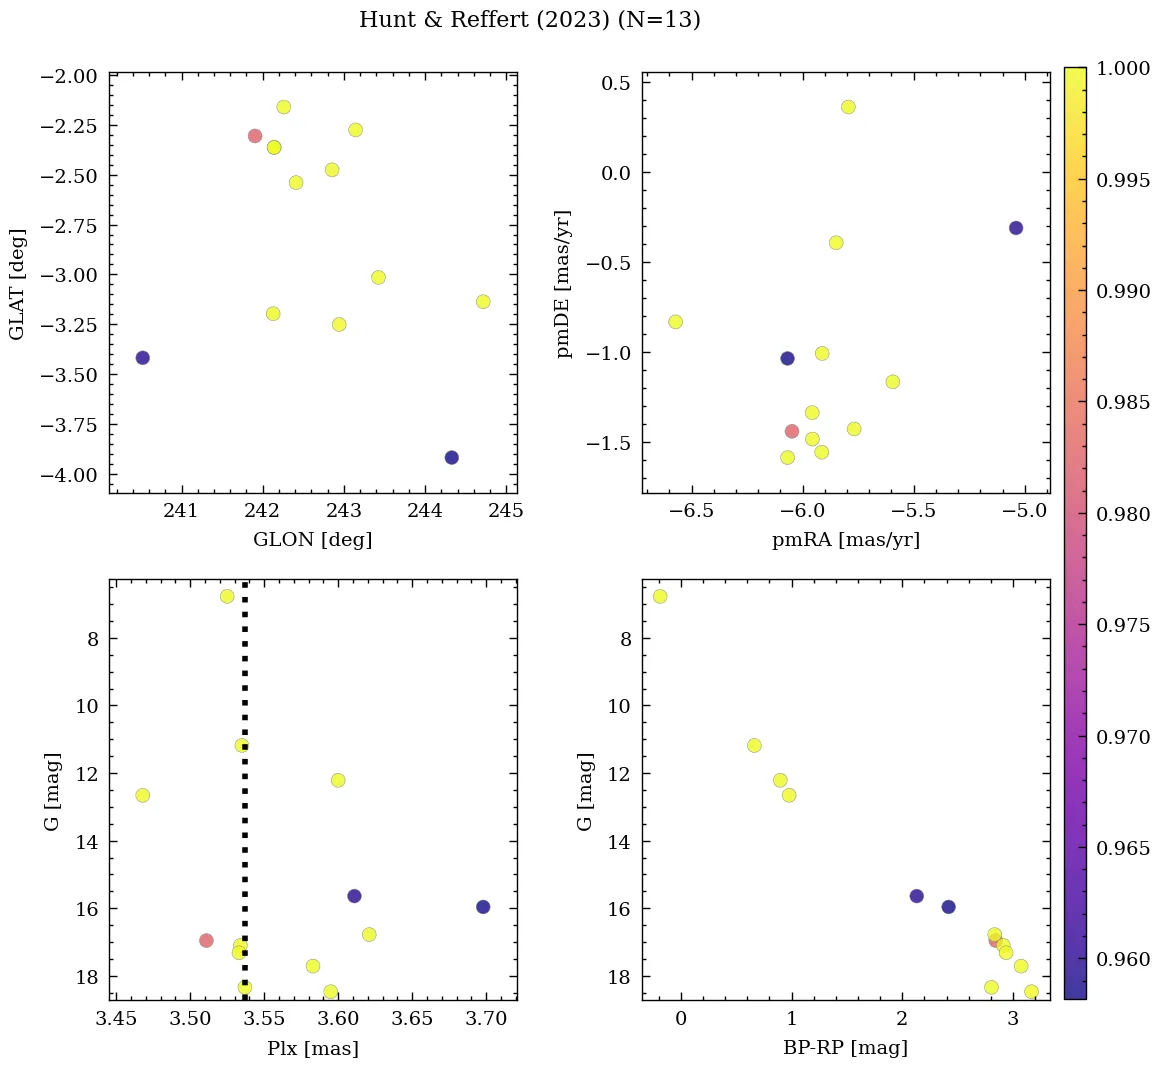 Hunt & Reffert (2023) (N=13)
−2.00
−2.25
−2.50
−2.75
−3.00
−3.25
−3.50
−3.75
−4.00
GLAT [deg]
241 242 243 244 245
GLON [deg]
0.5
0.0
−0.5
−1.0
−1.5
pmDE [mas/yr]
−6.5 −6.0 −5.5 −5.0
pmRA [mas/yr]
8
10
12
14
16
18
G [mag]
3.45 3.50 3.55 3.60 3.65 3.70
Plx [mas]
8
10
12
14
16
18
G [mag]
0 1 2 3
BP-RP [mag]
1.000
0.995
0.990
0.985
0.980
0.975
0.970
0.965
0.960